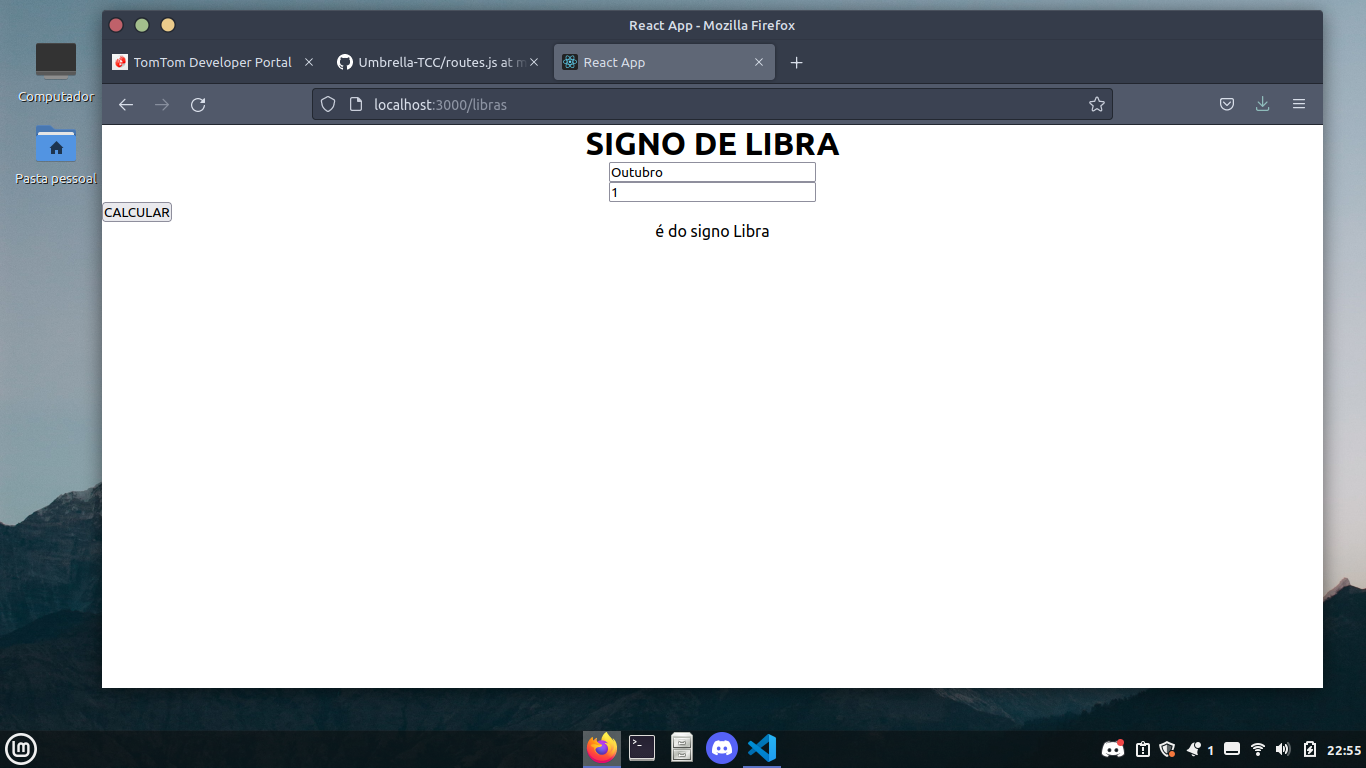 React App - Mozilla Firefox
TomTom Developer Portal
Umbrella-TCC/routes.js at m
React App
localhost:3000/libras
Computador
Pasta pessoal
SIGNO DE LIBRA
Outubro
1
CALCULAR
é do signo Libra
1
22:55